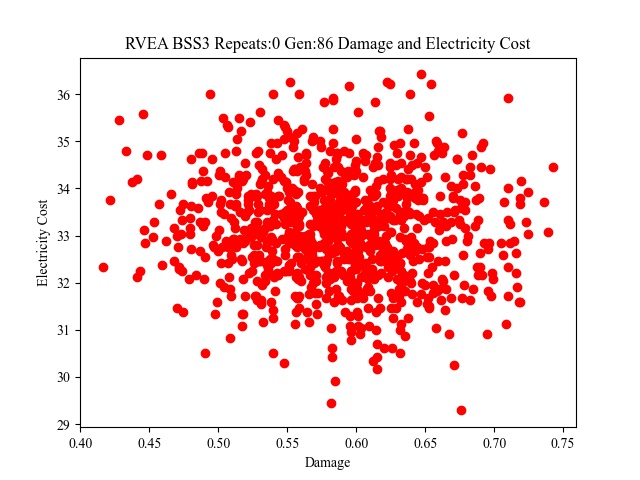 RVEA BSS3 Repeats:0 Gen:86 Damage and Electricity Cost
Electricity Cost
36
35
34
33
32
31
30
29
0.40 0.45 0.50 0.55 0.60 0.65 0.70 0.75
Damage